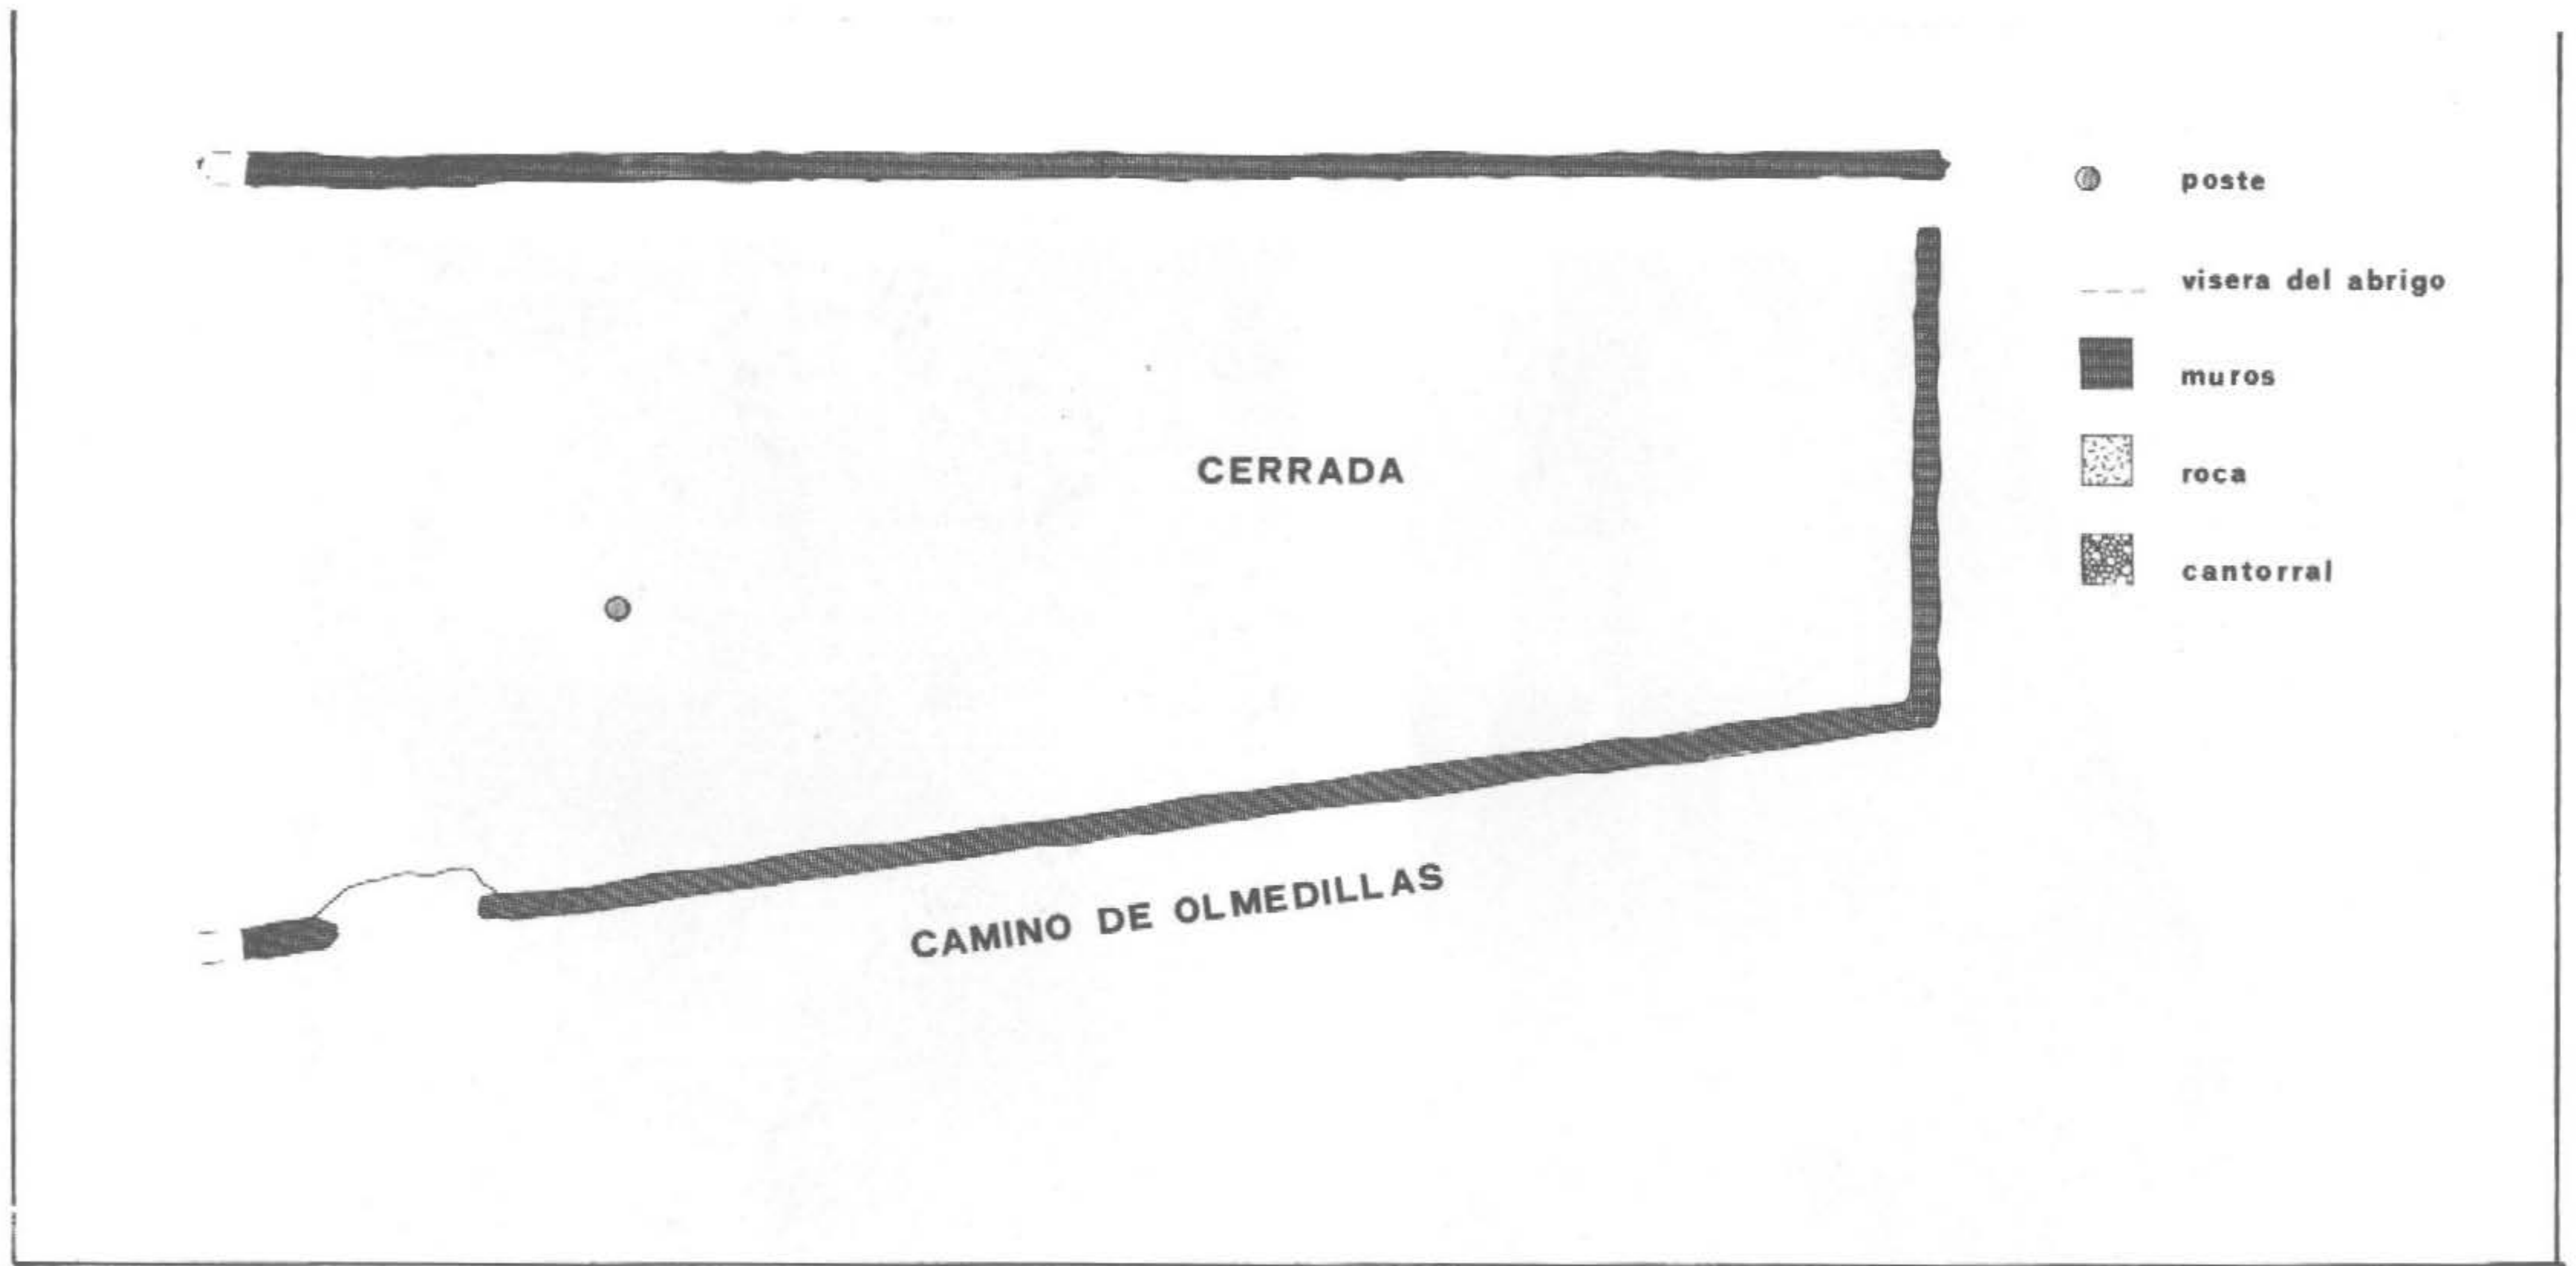 poste
visera del abrigo
muros
CERRADA
roca
cantorral
CAMINO DE OLMEDILLAS